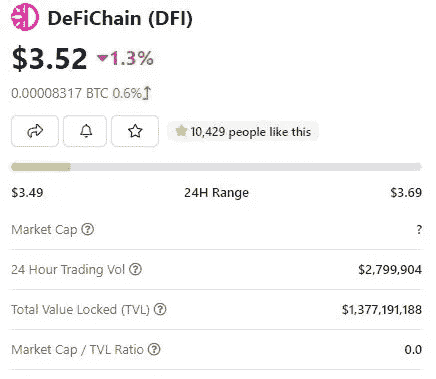 DeFiChain (DFI)
$3.52 1.3%
0.00008317 BTC 0.6%
10,429 people like this
$3.49 24H Range $3.69
Market Cap ?
24 Hour Trading Vol $2,799,904
Total Value Locked (TVL) $1,377,191,188
Market Cap / TVL Ratio 0.0